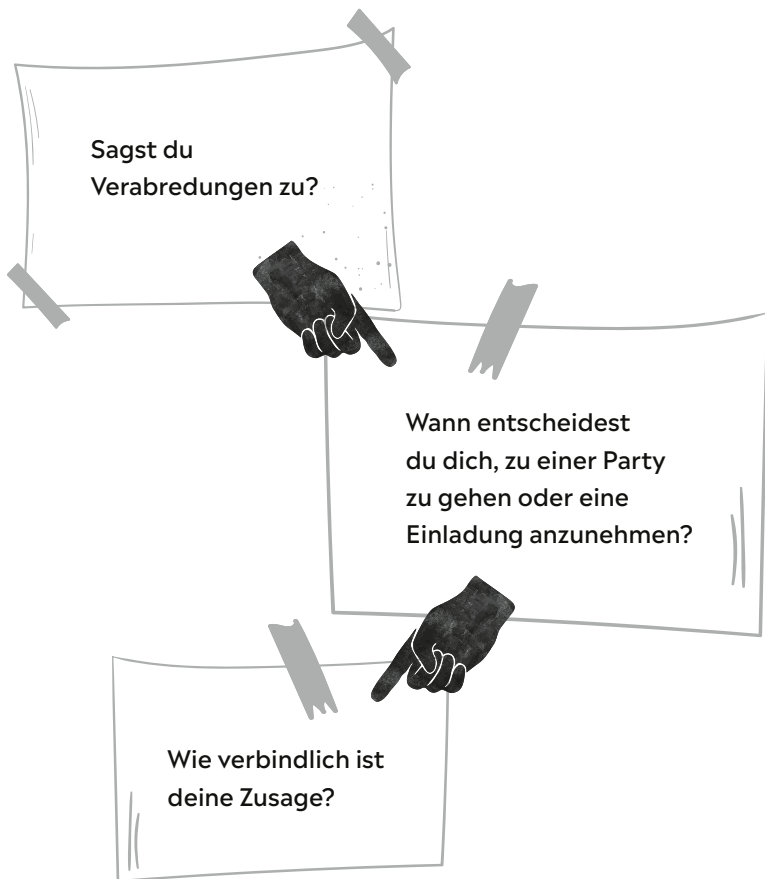 Sagst du
Verabredungen zu?
Wann entscheidest
du dich, zu einer Party
zu gehen oder eine
Einladung anzunehmen?
Wie verbindlich ist
deine Zusage?